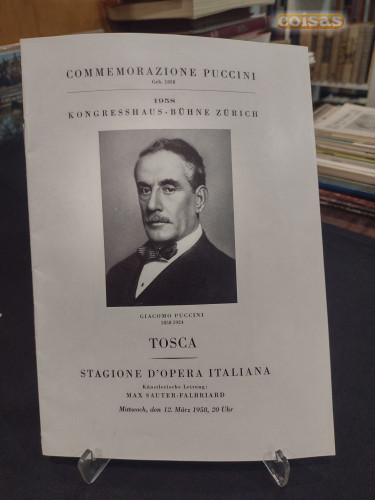 coisas
COMMEMORAZIONE PUCCINI
Geb. 1858
1958
KONGRESSHAUS-BÜHNE ZÜRICH
GIACOMO PUCCINI
1858-1924
TOSCA
STAGIONE D'OPERA ITALIANA
Künstlerische Leitung:
MAX SAUTER-FALBRIARD
Mittwoch, den 12. März 1958, 20 Uhr